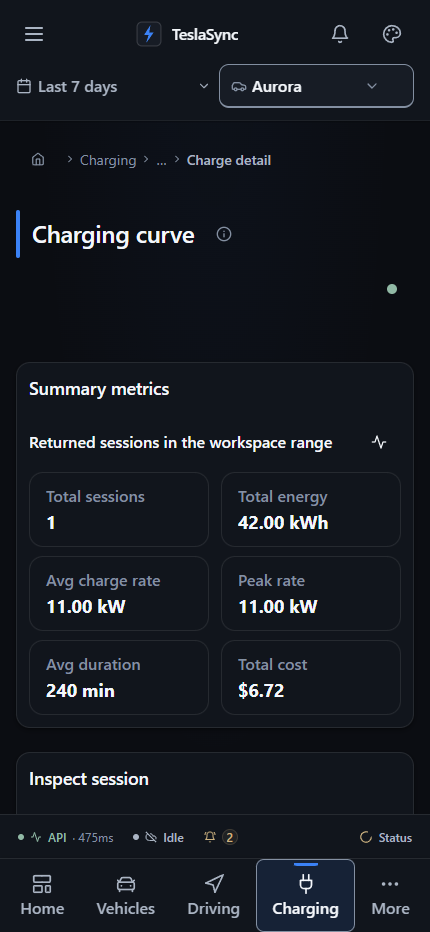 TeslaSync
Last 7 days
Aurora
Charging
...
Charge detail
Charging curve
Summary metrics
Returned sessions in the workspace range
Total sessions
1
Total energy
42.00 kWh
Avg charge rate
11.00 kW
Peak rate
11.00 kW
Avg duration
240 min
Total cost
$6.72
Inspect session
API · 475ms
Idle
2
Status
Home
Vehicles
Driving
Charging
More